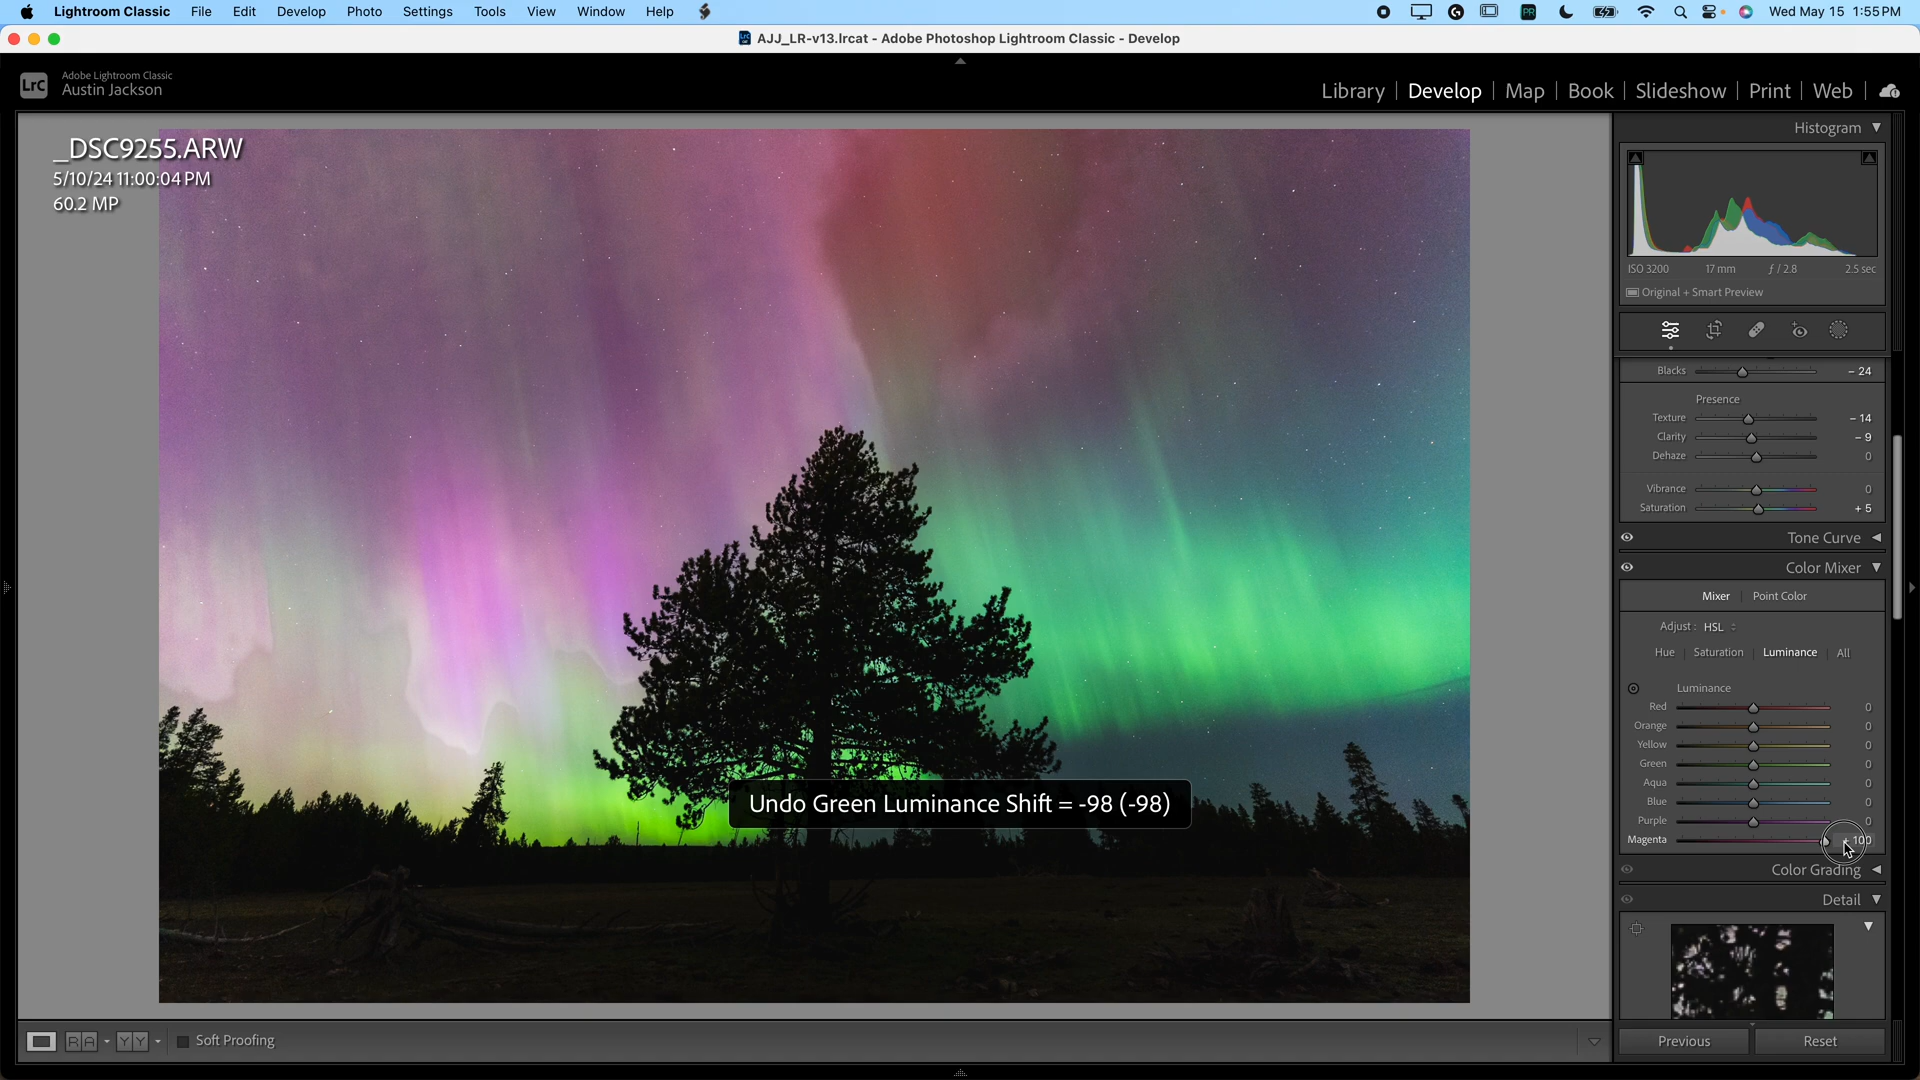 Lightroom Classic File Edit Develop Photo Settings Tools View Window Help PR Wed May 15 1:55 PM
LrC AJJ_LR-v13.lrcat - Adobe Photoshop Lightroom Classic - Develop
LrC Adobe Lightroom Classic
Austin Jackson
Library | Develop | Map | Book | Slideshow | Print | Web
_DSC9255.ARW
5/10/24 11:00:04 PM
60.2 MP
Histogram
ISO 3200 17 mm ƒ / 2.8 2.5 sec
Original + Smart Preview
Blacks - 24
Presence
Texture - 14
Clarity - 9
Dehaze 0
Vibrance 0
Saturation + 5
Tone Curve
Color Mixer
Mixer | Point Color
Adjust : HSL
Hue | Saturation | Luminance | All
Luminance
Red 0
Orange 0
Yellow 0
Green 0
Aqua 0
Blue 0
Purple 0
Magenta + 100
Color Grading
Detail
Undo Green Luminance Shift = -98 (-98)
R A Y Y Soft Proofing
Previous Reset